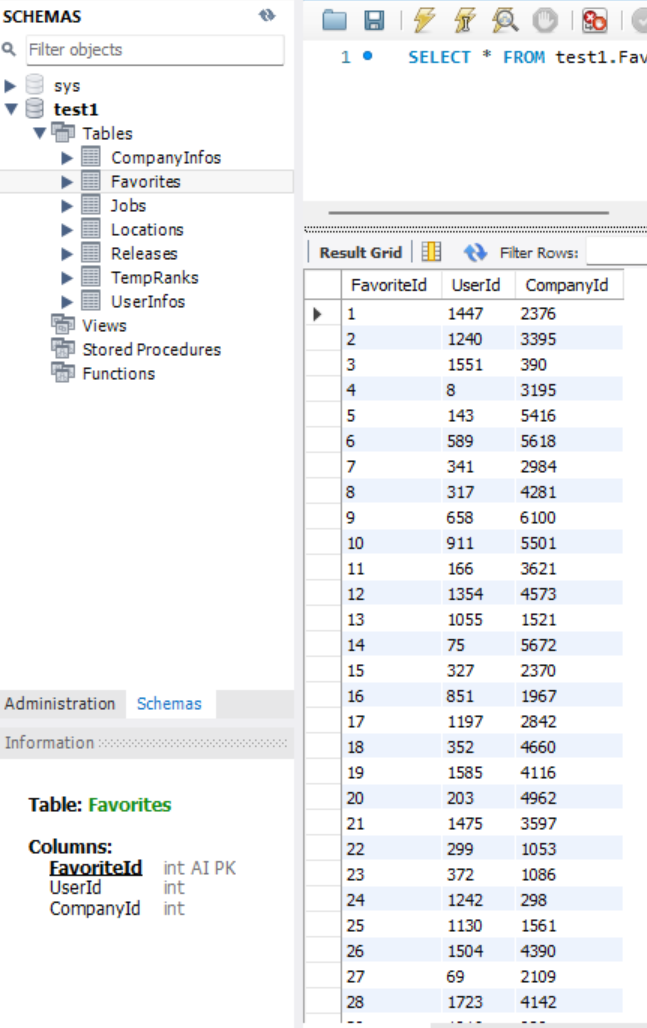 SCHEMAS
Filter objects
sys
test1
Tables
CompanyInfos
Favorites
Jobs
Locations
Releases
TempRanks
UserInfos
Views
Stored Procedures
Functions
Administration Schemas
Information
Table: Favorites
Columns:
FavoriteId int AI PK
UserId int
CompanyId int
1 SELECT * FROM test1.Fav
Result Grid Filter Rows:
FavoriteId UserId CompanyId
1 1447 2376
2 1240 3395
3 1551 390
4 8 3195
5 143 5416
6 589 5618
7 341 2984
8 317 4281
9 658 6100
10 911 5501
11 166 3621
12 1354 4573
13 1055 1521
14 75 5672
15 327 2370
16 851 1967
17 1197 2842
18 352 4660
19 1585 4116
20 203 4962
21 1475 3597
22 299 1053
23 372 1086
24 1242 298
25 1130 1561
26 1504 4390
27 69 2109
28 1723 4142